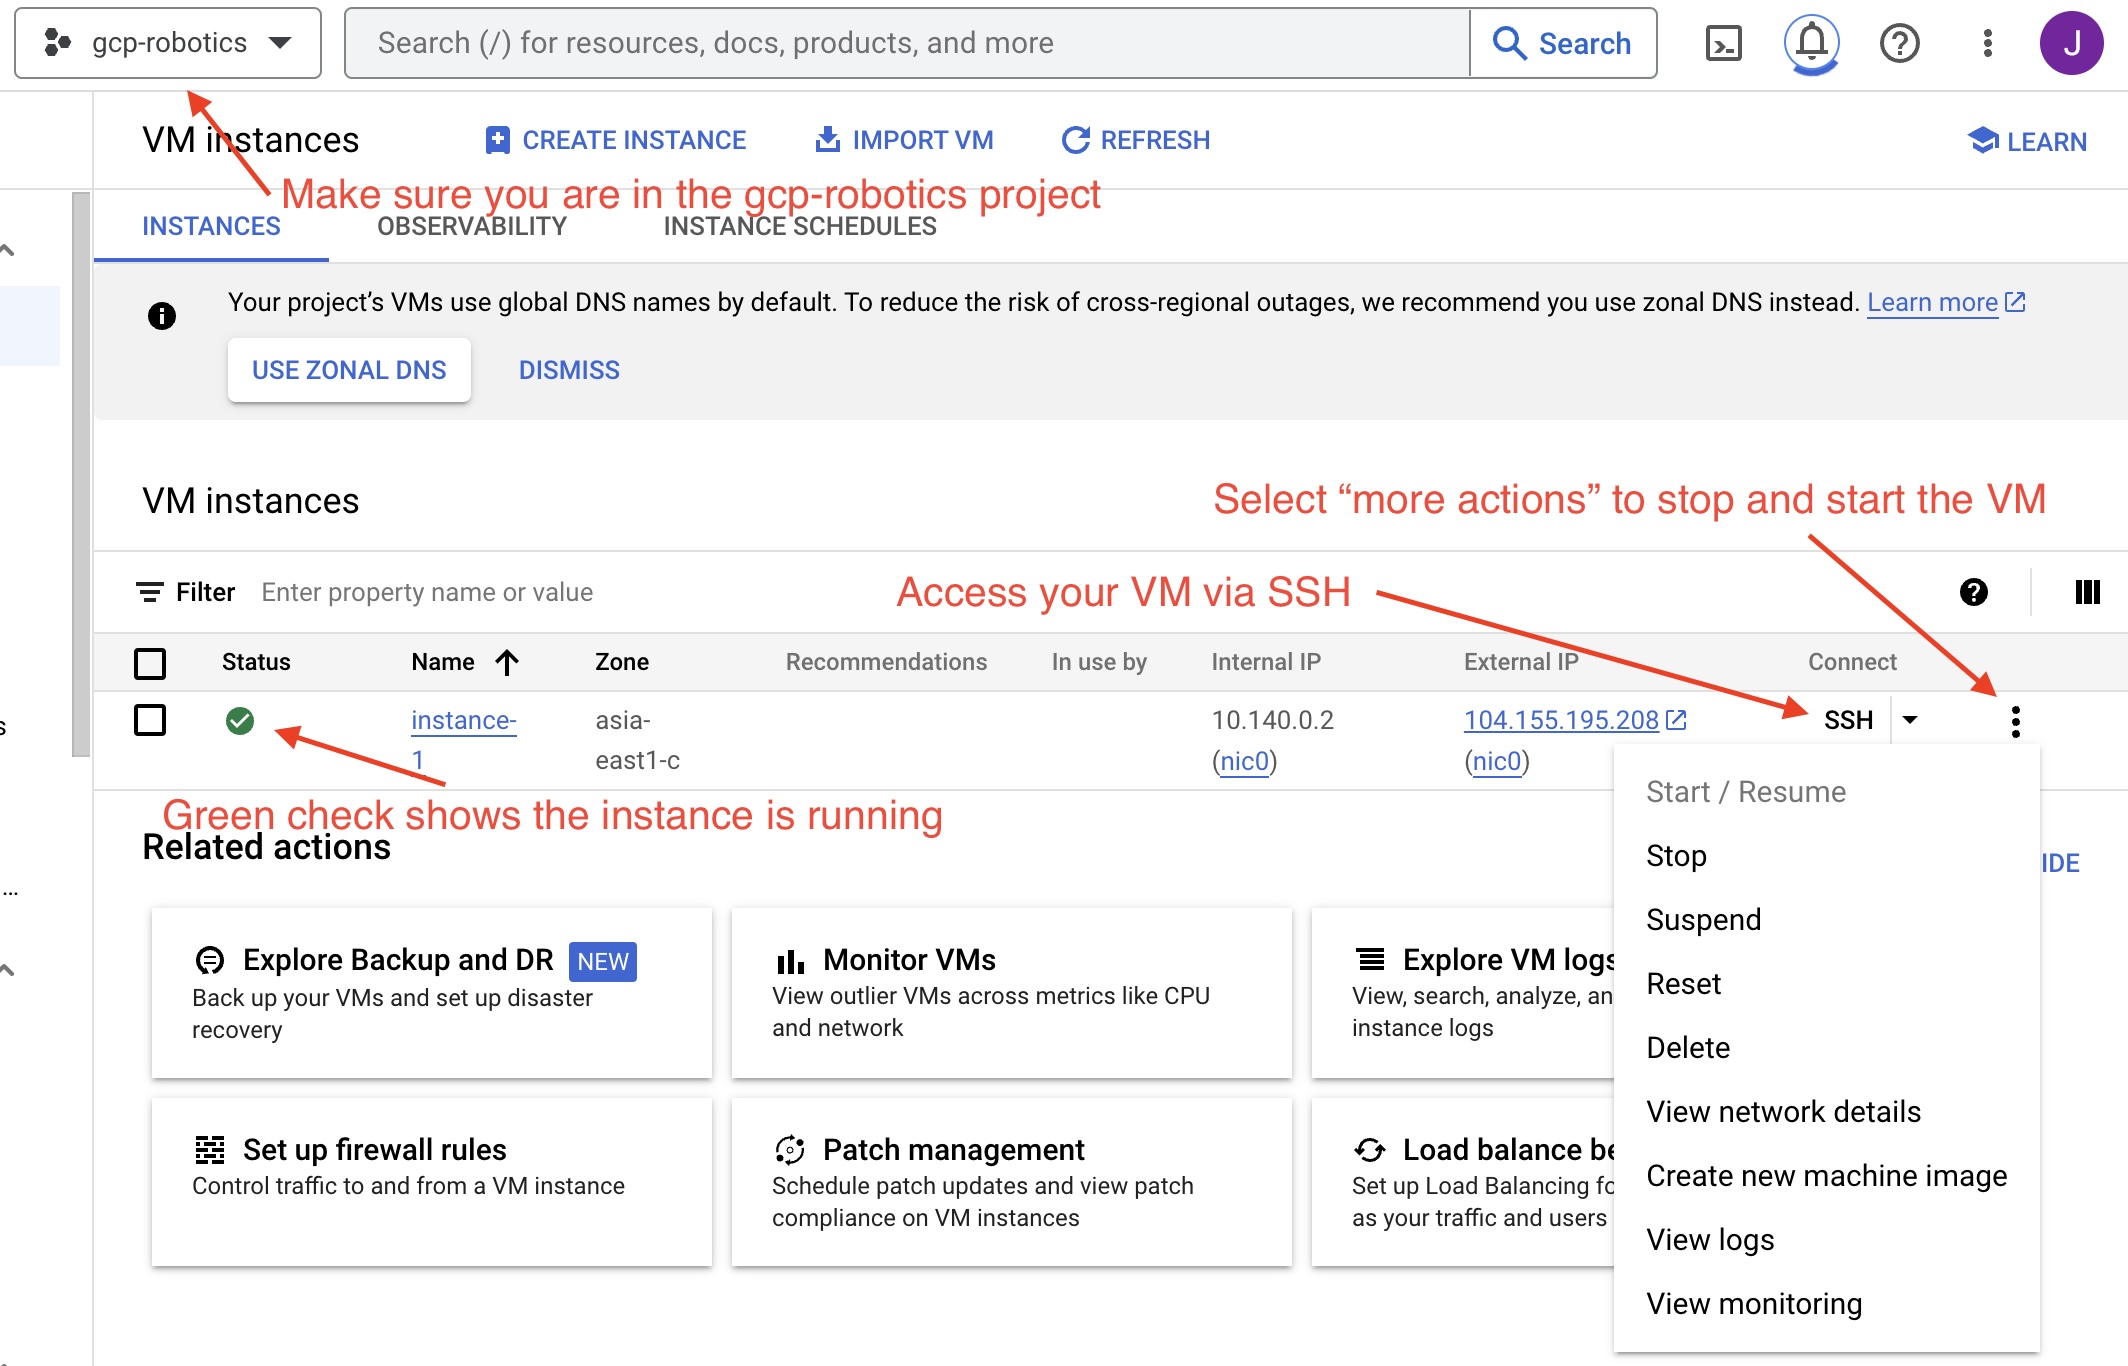 gcp-robotics
Search (/) for resources, docs, products, and more
Search
J
VM instances
CREATE INSTANCE
IMPORT VM
REFRESH
LEARN
Make sure you are in the gcp-robotics project
INSTANCES
OBSERVABILITY
INSTANCE SCHEDULES
Your project's VMs use global DNS names by default. To reduce the risk of cross-regional outages, we recommend you use zonal DNS instead. Learn more
USE ZONAL DNS
DISMISS
VM instances
Select “more actions” to stop and start the VM
Filter Enter property name or value
Access your VM via SSH
Status Name Zone Recommendations In use by Internal IP External IP Connect
instance- asia- 10.140.0.2 104.155.195.208 SSH
s
1 east1-c (nic0) (nic0)
Green check shows the instance is running
Start / Resume
Stop
Suspend
Reset
Delete
View network details
Create new machine image
View logs
View monitoring
Related actions
IDE
...
Explore Backup and DR NEW
Back up your VMs and set up disaster
recovery
Monitor VMs
View outlier VMs across metrics like CPU
and network
Explore VM logs
View, search, analyze, an
instance logs
Set up firewall rules
Control traffic to and from a VM instance
Patch management
Schedule patch updates and view patch
compliance on VM instances
Load balance be
Set up Load Balancing fo
as your traffic and users